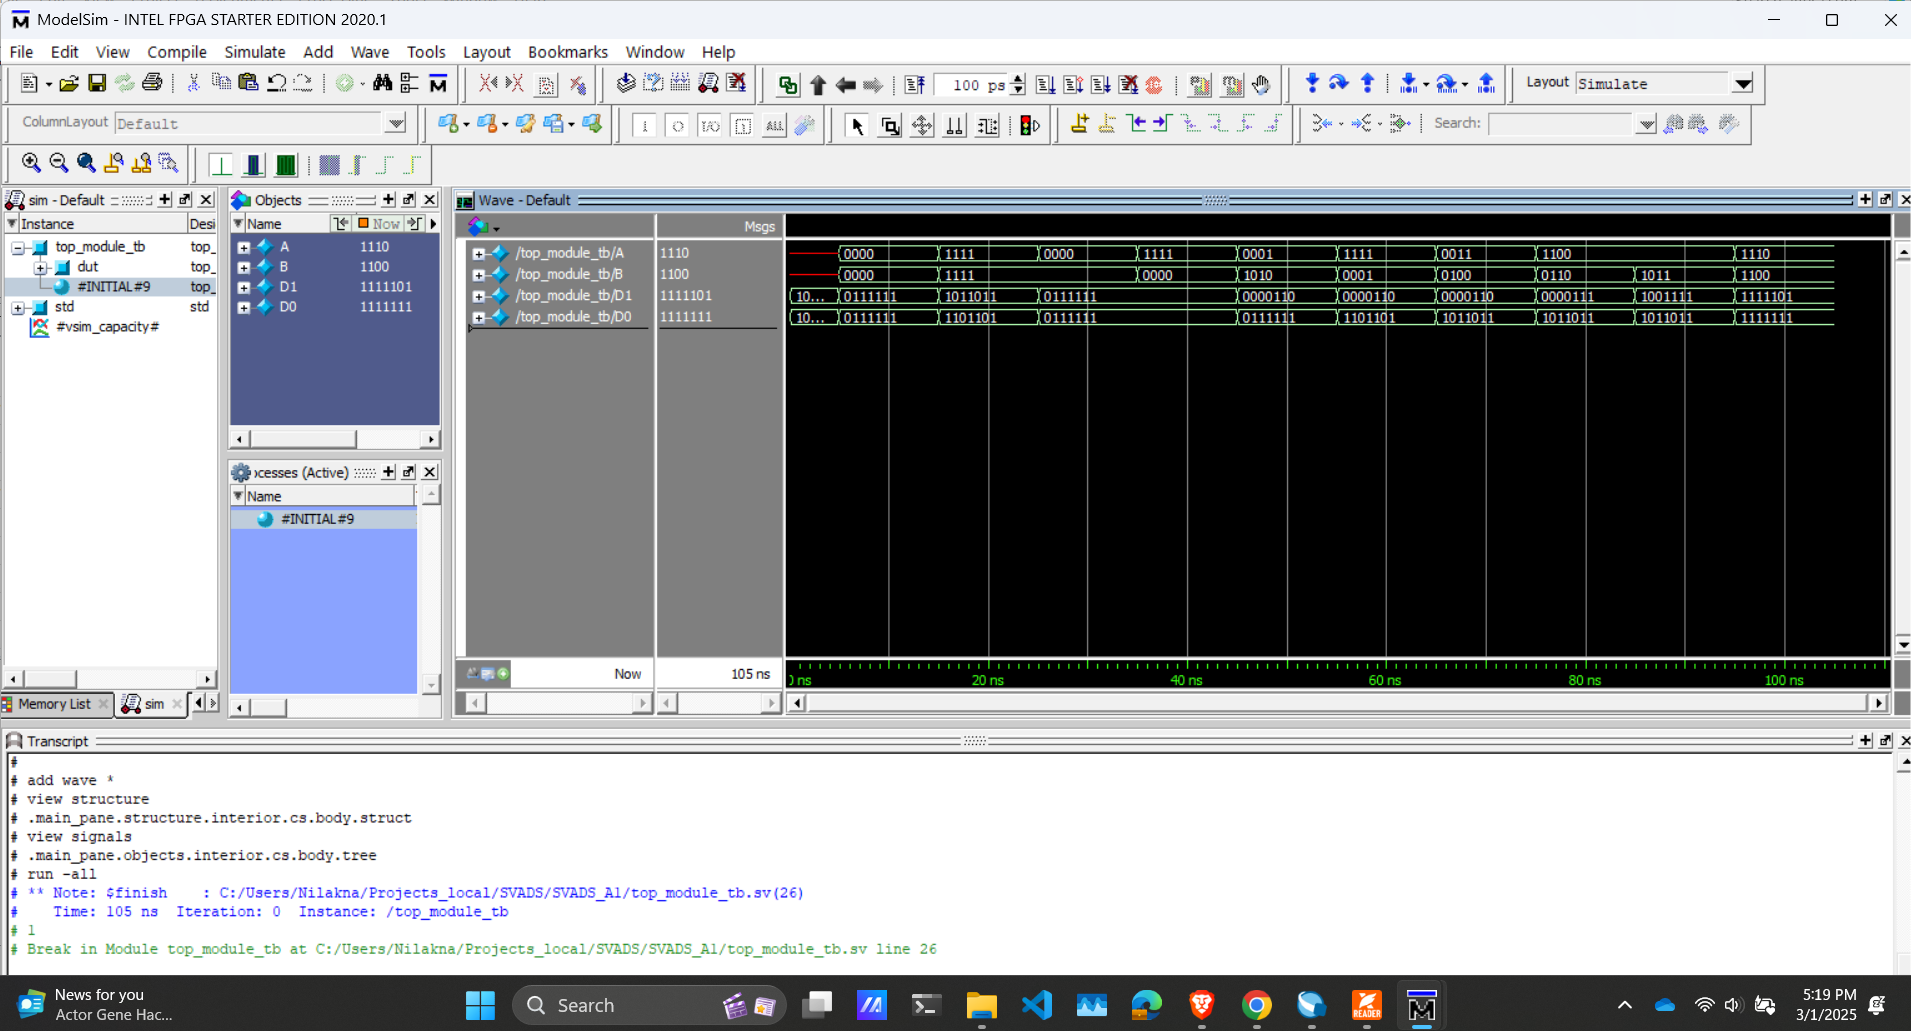 ModelSim - INTEL FPGA STARTER EDITION 2020.1
File Edit View Compile Simulate Add Wave Tools Layout Bookmarks Window Help
100 ps
Layout Simulate
ColumnLayout Default
Search:
sim - Default
Instance Desi
top_module_tb top_
dut top_
#INITIAL#9 top_
std std
#vsim_capacity#
Memory List sim
Objects
Name Now
A 1110
B 1100
D1 1111101
D0 1111111
ocesses (Active)
Name
#INITIAL#9
Wave - Default
Msgs
/top_module_tb/A 1110 0000 1111 0000 1111 0001 1111 0011 1100 1110
/top_module_tb/B 1100 0000 1111 0000 1010 0001 0100 0110 1011 1100
/top_module_tb/D1 1111101 10... 0111111 1011011 0111111 0000110 0000110 0000110 0000111 1001111 1111101
/top_module_tb/D0 1111111 10... 0111111 1101101 0111111 0111111 1101101 1011011 1011011 1011011 1111111
Now 105 ns
ns 20 ns 40 ns 60 ns 80 ns 100 ns
Transcript
#
# add wave *
# view structure
# .main_pane.structure.interior.cs.body.struct
# view signals
# .main_pane.objects.interior.cs.body.tree
# run -all
# ** Note: $finish : C:/Users/Nilakna/Projects_local/SVADS/SVADS_A1/top_module_tb.sv(26)
# Time: 105 ns Iteration: 0 Instance: /top_module_tb
# 1
# Break in Module top_module_tb at C:/Users/Nilakna/Projects_local/SVADS/SVADS_A1/top_module_tb.sv line 26
News for you
Actor Gene Hac...
Search
READER
5:19 PM
3/1/2025